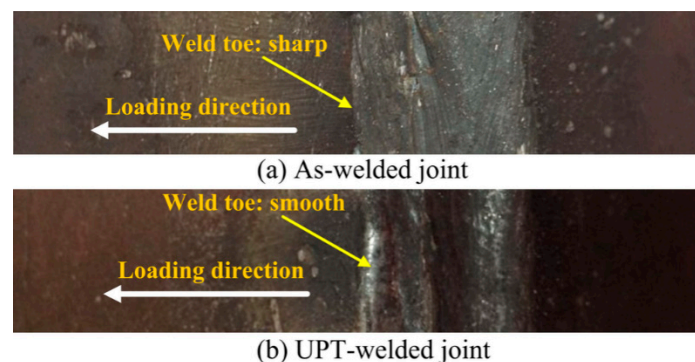 Weld toe: sharp
Loading direction
(a) As-welded joint
Weld toe: smooth
Loading direction
(b) UPT-welded joint